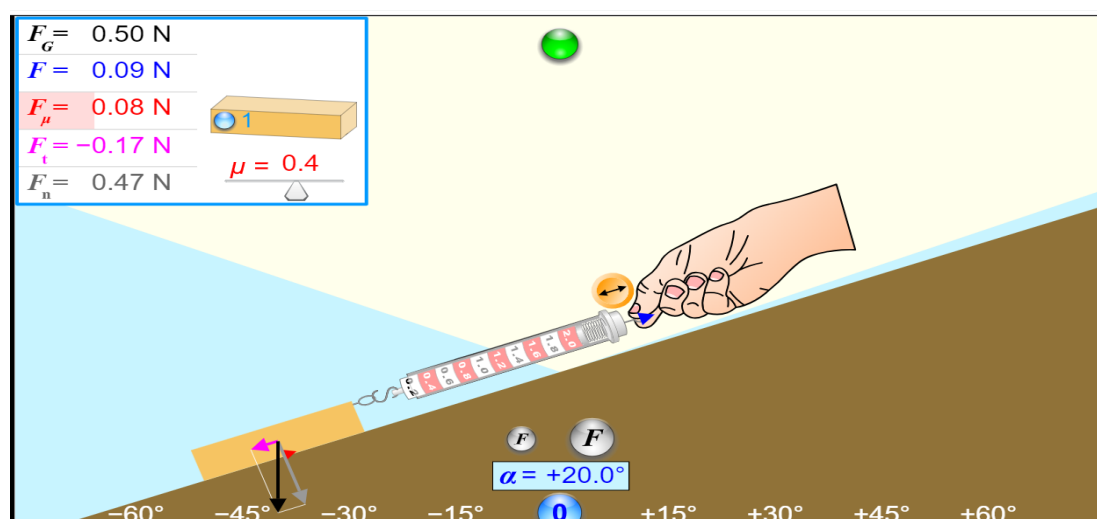 F_G = 0.50 N
F = 0.09 N
F_μ = 0.08 N
F_t = −0.17 N
F_n = 0.47 N
1
μ = 0.4
0.2 0.4 0.6 0.8 1.0 1.2 1.4 1.6 1.8 2.0
F F
α = +20.0°
−60° −45° −30° −15° 0 +15° +30° +45° +60°